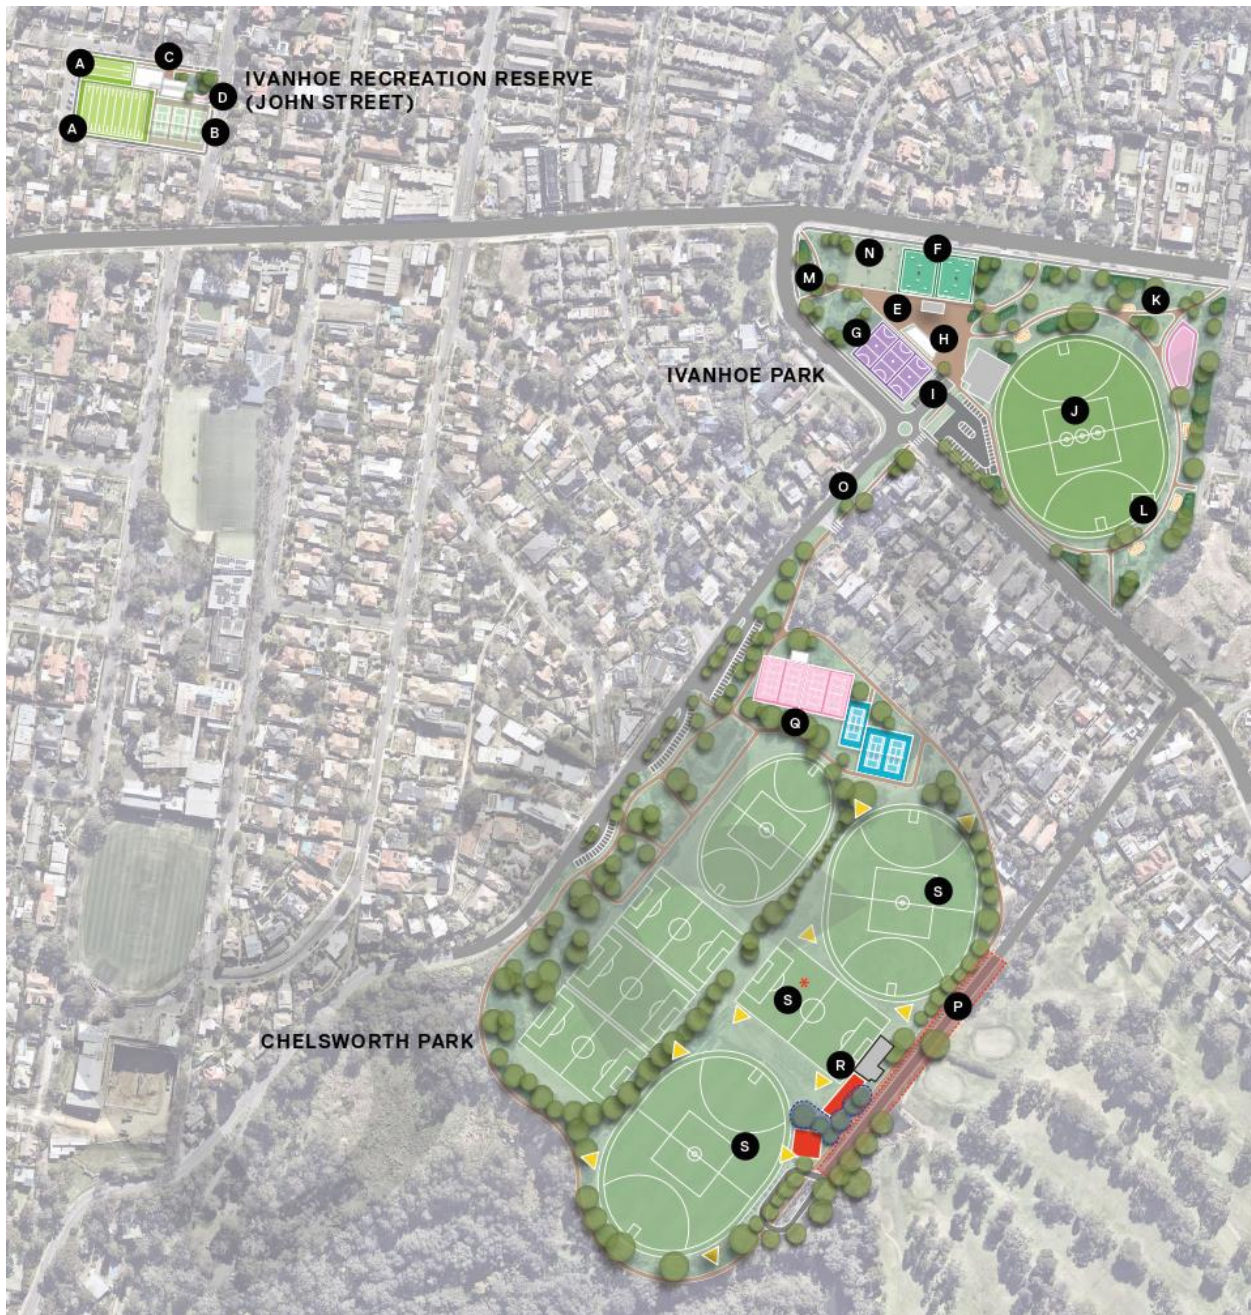 A
C
IVANHOE RECREATION RESERVE
(JOHN STREET)
D
A
B
N
F
M
E
K
G
H
IVANHOE PARK
I
J
O
L
Q
S
S
P
CHELSWORTH PARK
R
*
S